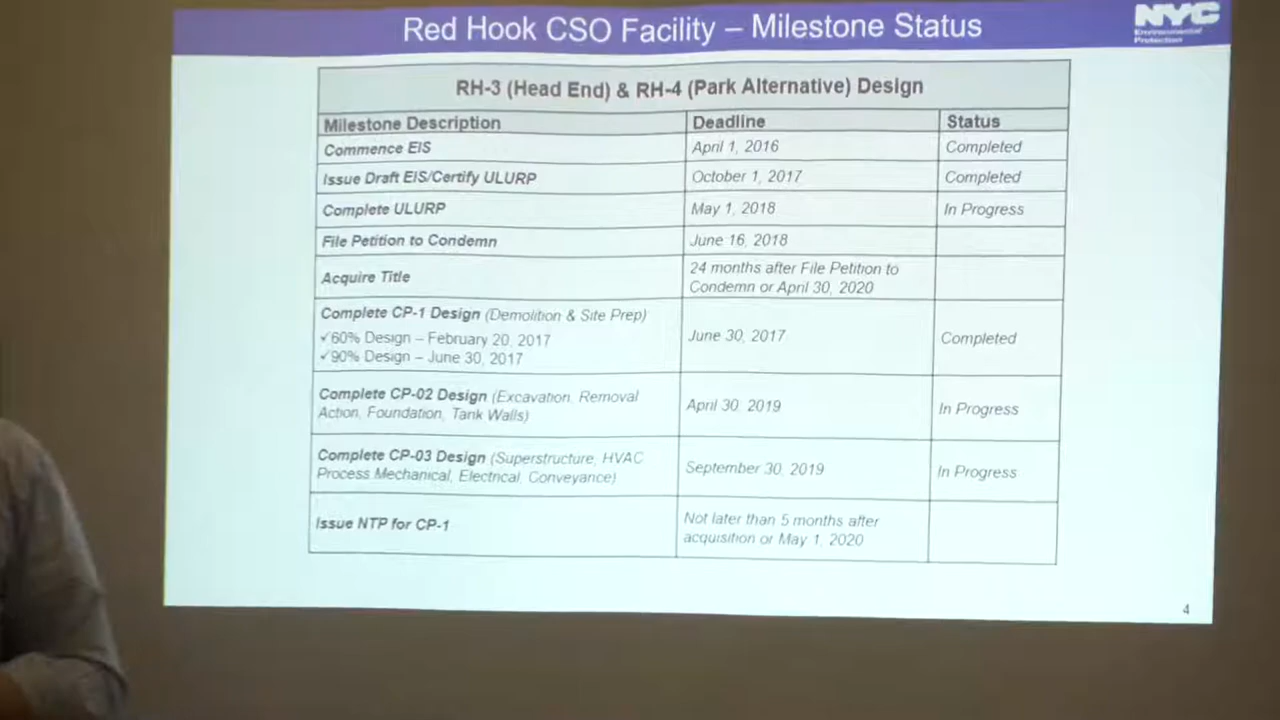 Red Hook CSO Facility – Milestone Status
NYC
Environmental
Protection
RH-3 (Head End) & RH-4 (Park Alternative) Design
Milestone Description Deadline Status
Commence EIS April 1, 2016 Completed
Issue Draft EIS/Certify ULURP October 1, 2017 Completed
Complete ULURP May 1, 2018 In Progress
File Petition to Condemn June 16, 2018
Acquire Title 24 months after File Petition to
Condemn or April 30, 2020
Complete CP-1 Design (Demolition & Site Prep)
✓60% Design – February 20, 2017
✓90% Design – June 30, 2017
June 30, 2017 Completed
Complete CP-02 Design (Excavation, Removal
Action, Foundation, Tank Walls)
April 30, 2019 In Progress
Complete CP-03 Design (Superstructure, HVAC
Process Mechanical, Electrical, Conveyance)
September 30, 2019 In Progress
Issue NTP for CP-1 Not later than 5 months after
acquisition or May 1, 2020
4